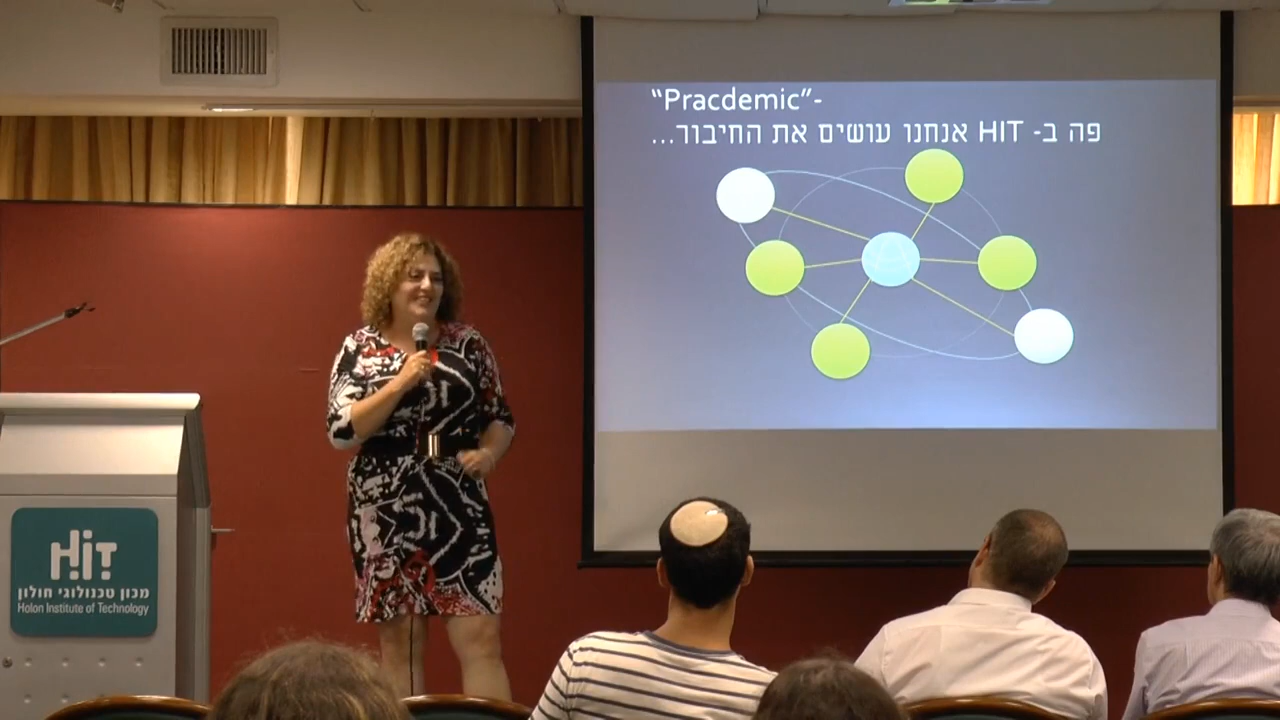 “Pracdemic”-
פה ב- HIT אנחנו עושים את החיבור...
HiT
מכון טכנולוגי חולון
Holon Institute of Technology